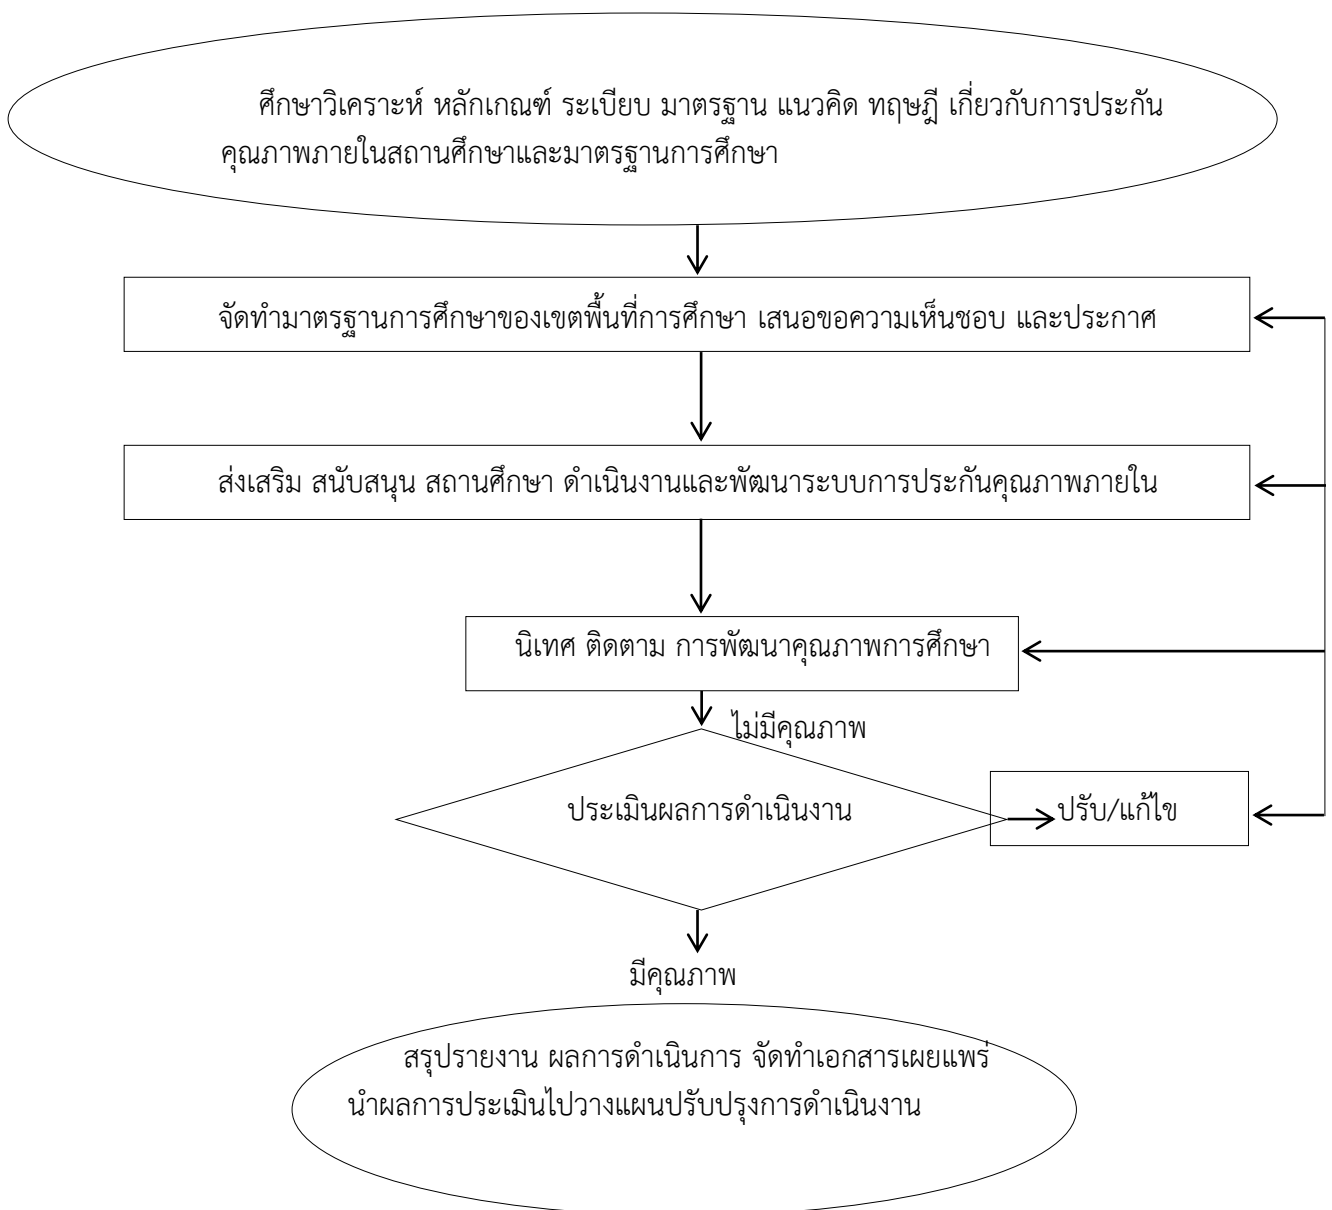 ศึกษาวิเคราะห์ หลักเกณฑ์ ระเบียบ มาตรฐาน แนวคิด ทฤษฎี เกี่ยวกับการประกัน
คุณภาพภายในสถานศึกษาและมาตรฐานการศึกษา
จัดทำมาตรฐานการศึกษาของเขตพื้นที่การศึกษา เสนอขอความเห็นชอบ และประกาศ
ส่งเสริม สนับสนุน สถานศึกษา ดำเนินงานและพัฒนาระบบการประกันคุณภาพภายใน
นิเทศ ติดตาม การพัฒนาคุณภาพการศึกษา
ไม่มีคุณภาพ
ประเมินผลการดำเนินงาน
ปรับ/แก้ไข
มีคุณภาพ
สรุปรายงาน ผลการดำเนินการ จัดทำเอกสารเผยแพร่
นำผลการประเมินไปวางแผนปรับปรุงการดำเนินงาน